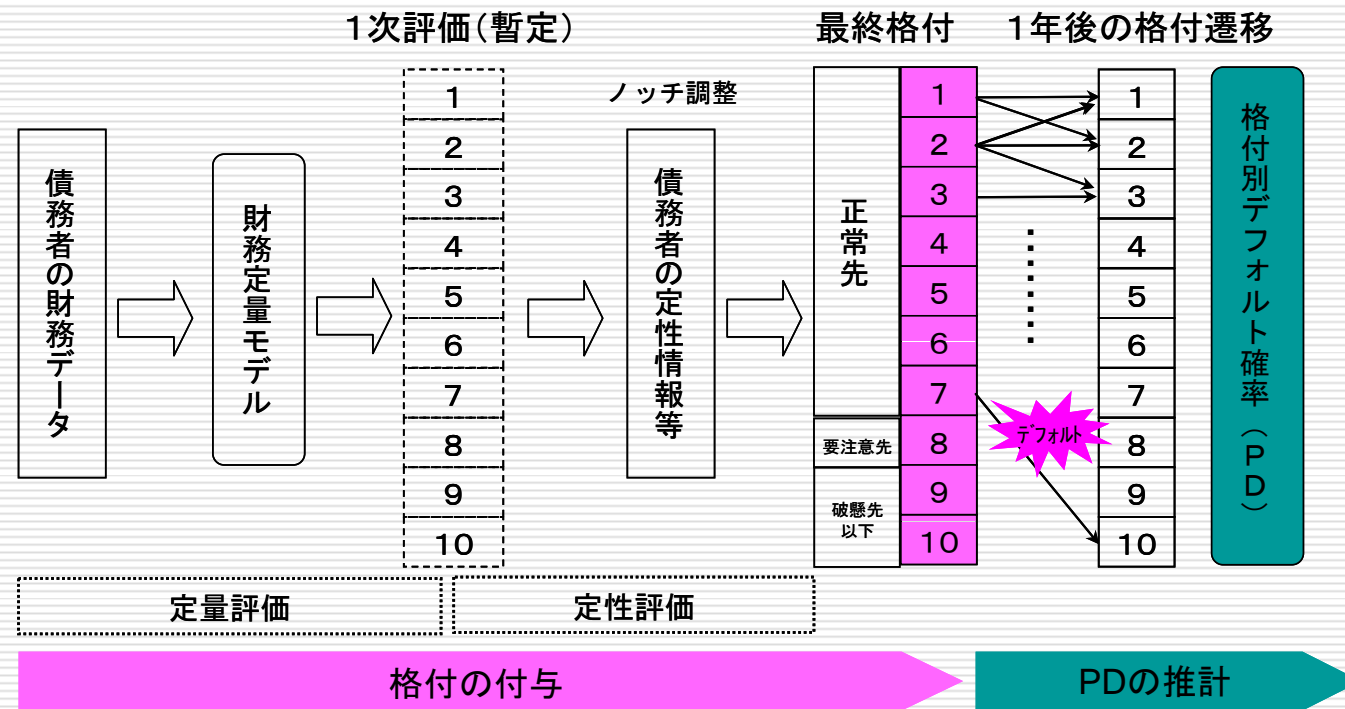 1次評価(暫定)
最終格付
1年後の格付遷移
債務者の財務データ
財務定量モデル
1
2
3
4
5
6
7
8
9
10
ノッチ調整
債務者の定性情報等
正常先
要注意先
破懸先
以下
1
2
3
4
5
6
7
8
9
10
デフォルト
1
2
3
4
5
6
7
8
9
10
格付別デフォルト確率(PD)
定量評価
定性評価
格付の付与
PDの推計